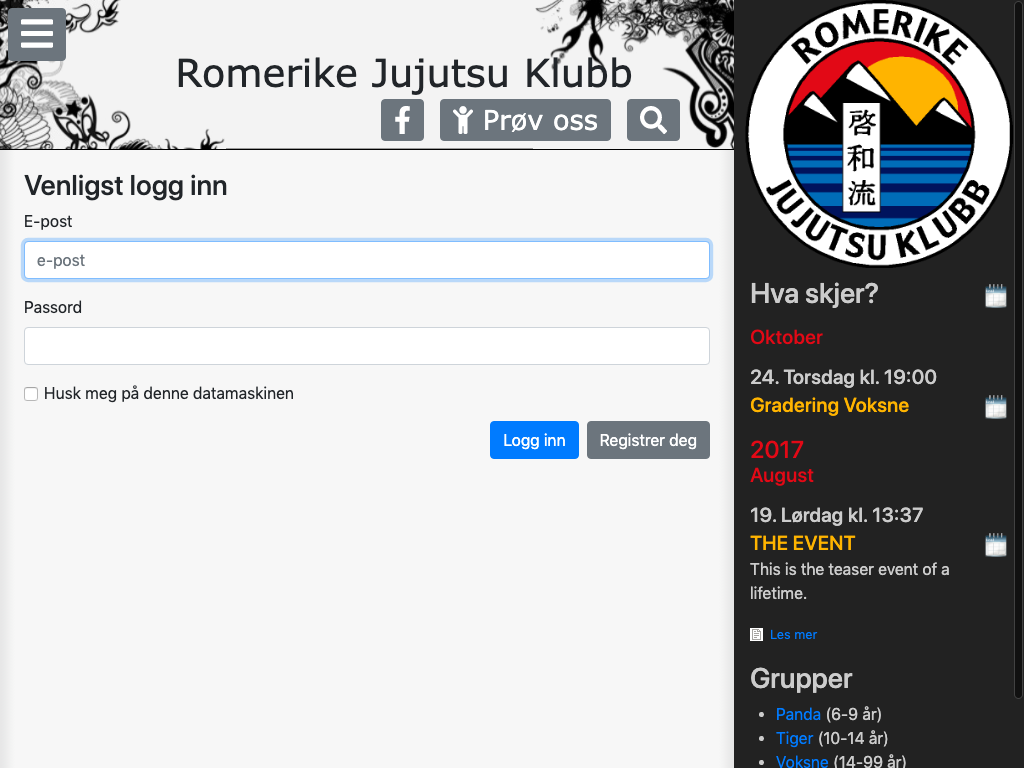 Romerike Jujutsu Klubb
Prøv oss
Venligst logg inn
E-post
e-post
Passord
Husk meg på denne datamaskinen
Logg inn
Registrer deg
ROMERIKE
啓和流
JUJUTSU KLUBB
Hva skjer?
Oktober
24. Torsdag kl. 19:00
Gradering Voksne
2017
August
19. Lørdag kl. 13:37
THE EVENT
This is the teaser event of a
lifetime.
Les mer
Grupper
Panda (6-9 år)
Tiger (10-14 år)
Voksne (14-99 år)